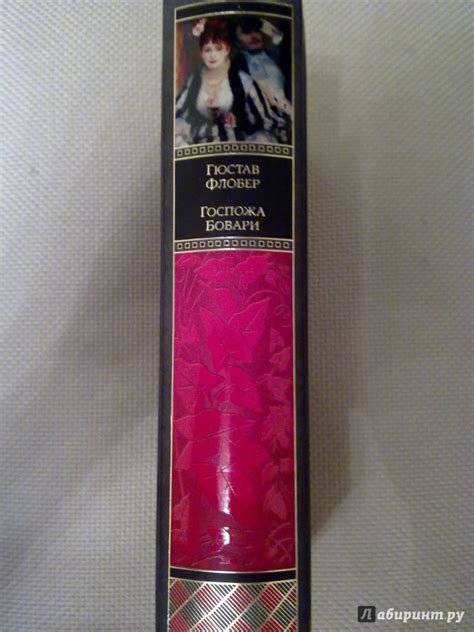 Гюстав
Флобер
Госпожа
Бовари
Лабиринт.ру